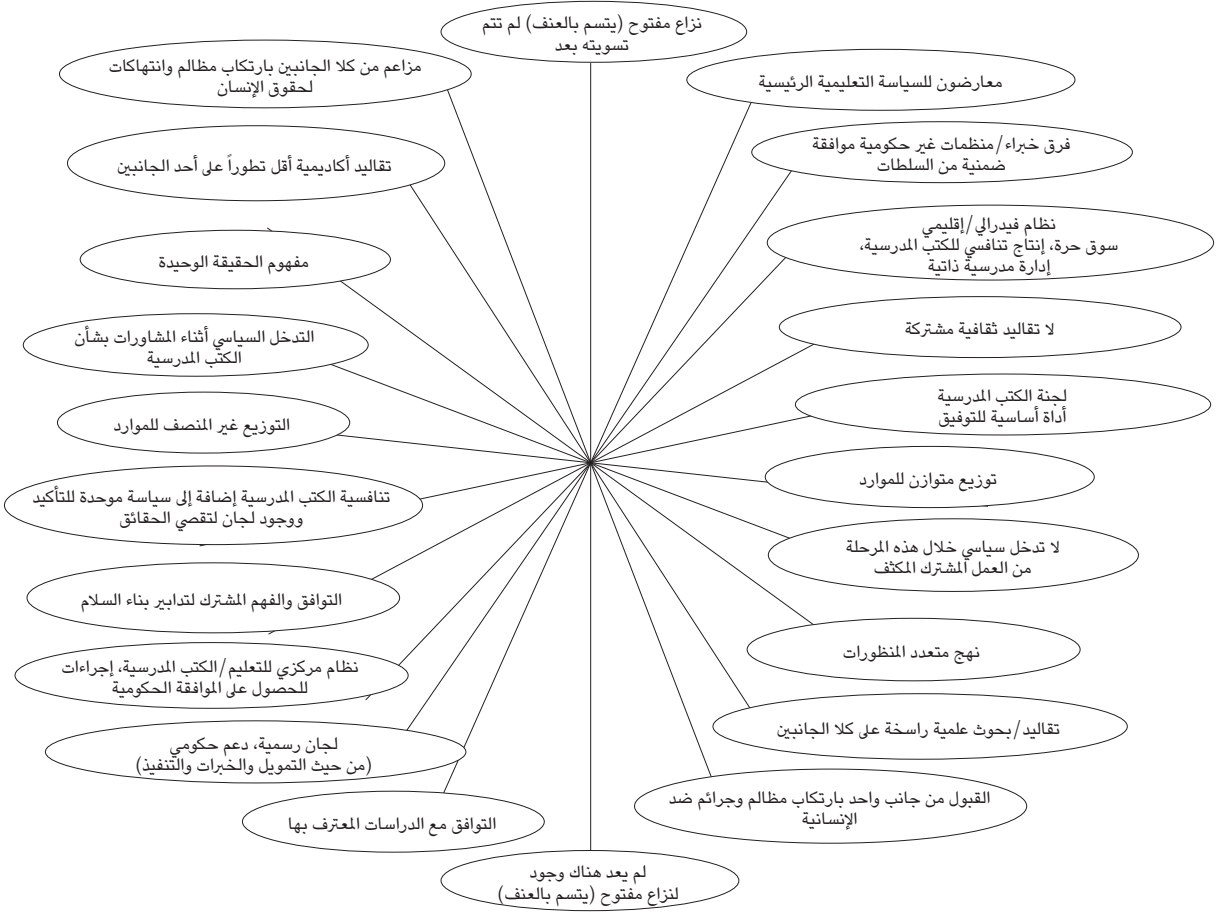 نزاع مفتوح (يتسم بالعنف) لم تتم
تسويته بعد
معارضون للسياسة التعليمية الرئيسية
فرق خبراء/منظمات غير حكومية موافقة
ضمنية من السلطات
نظام فيدرالي/إقليمي
سوق حرة، إنتاج تنافسي للكتب المدرسية،
إدارة مدرسية ذاتية
لا تقاليد ثقافية مشتركة
لجنة الكتب المدرسية
أداة أساسية للتوفيق
توزيع متوازن للموارد
لا تدخل سياسي خلال هذه المرحلة
من العمل المشترك المكثف
نهج متعدد المنظورات
تقاليد/بحوث علمية راسخة على كلا الجانبين
القبول من جانب واحد بارتكاب مظالم وجرائم ضد
الإنسانية
لم يعد هناك وجود
لنزاع مفتوح (يتسم بالعنف)
مزاعم من كلا الجانبين بارتكاب مظالم وانتهاكات
لحقوق الإنسان
تقاليد أكاديمية أقل تطوراً على أحد الجانبين
مفهوم الحقيقة الوحيدة
التدخل السياسي أثناء المشاورات بشأن
الكتب المدرسية
التوزيع غير المنصف للموارد
تنافسية الكتب المدرسية إضافة إلى سياسة موحدة للتأكيد
ووجود لجان لتقصي الحقائق
التوافق والفهم المشترك لتدابير بناء السلام
نظام مركزي للتعليم/الكتب المدرسية، إجراءات
للحصول على الموافقة الحكومية
لجان رسمية، دعم حكومي
(من حيث التمويل والخبرات والتنفيذ)
التوافق مع الدراسات المعترف بها